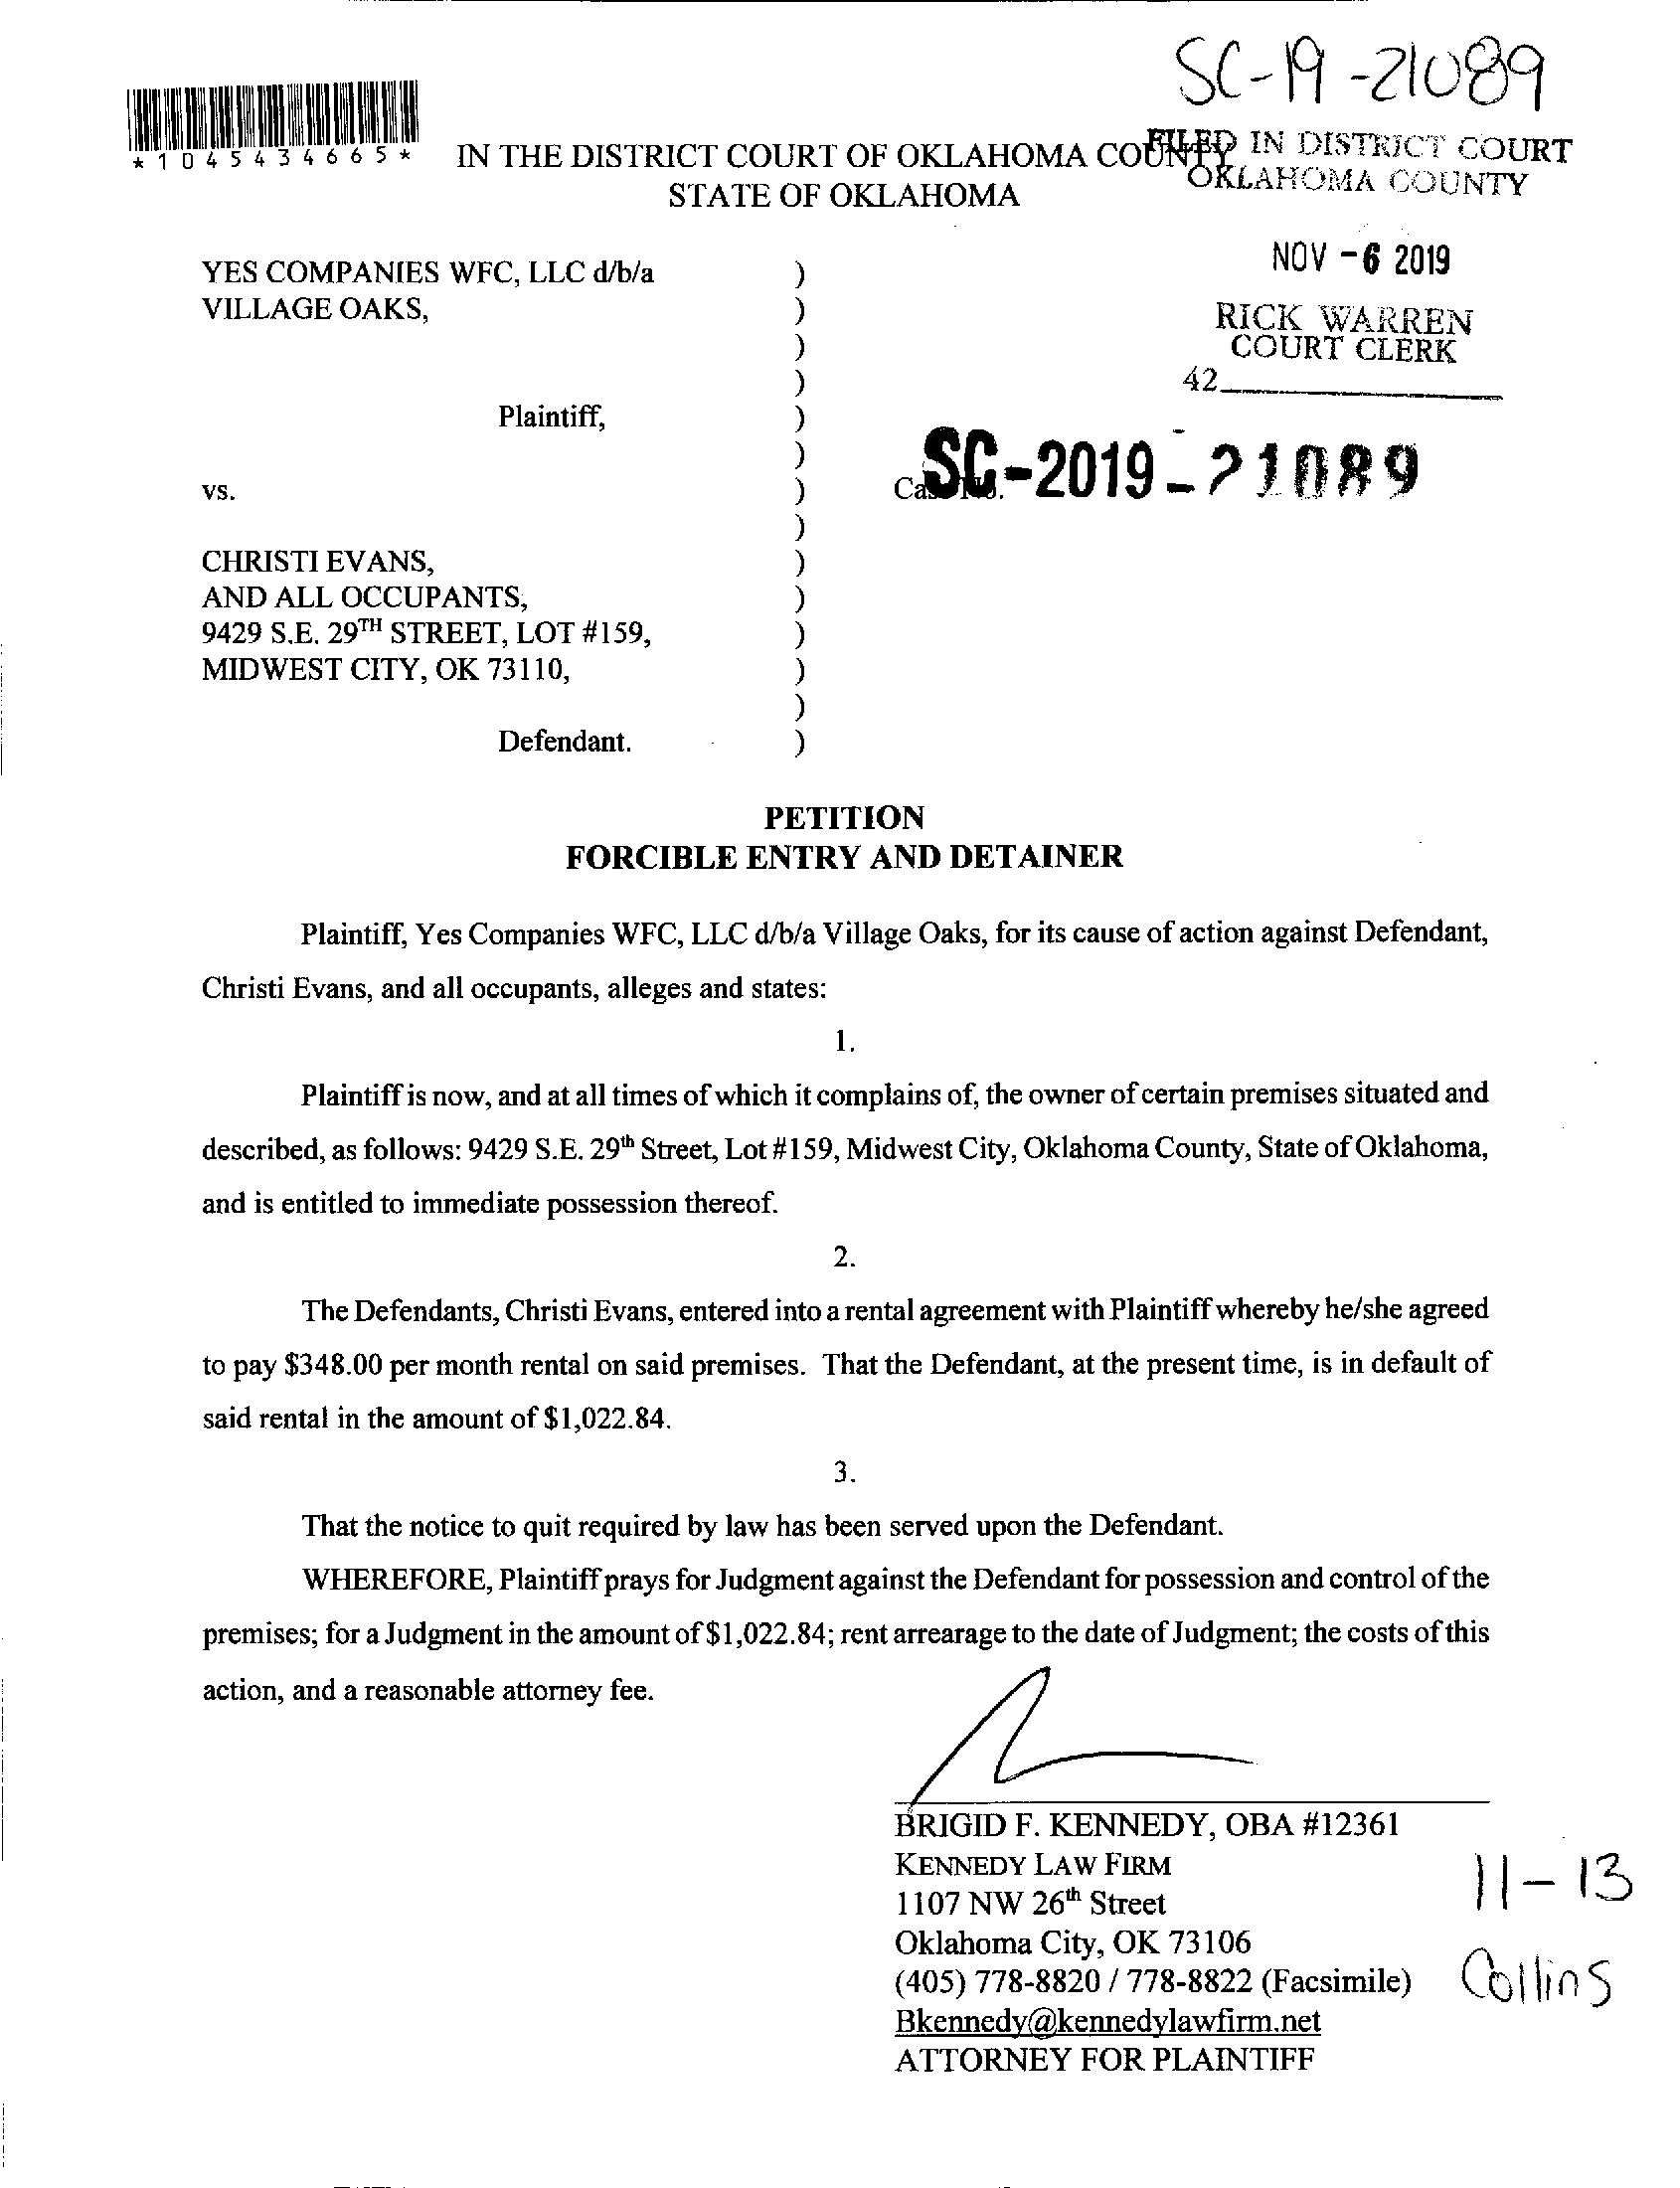 SC-19-21089
*1045434665*
IN THE DISTRICT COURT OF OKLAHOMA COUNTY
STATE OF OKLAHOMA
FILED IN DISTRICT COURT
OKLAHOMA COUNTY
NOV -6 2019
RICK WARREN
COURT CLERK
42
YES COMPANIES WFC, LLC d/b/a )
VILLAGE OAKS, )
)
)
Plaintiff, )
)
vs. ) Case No. SC-2019-21089
)
CHRISTI EVANS, )
AND ALL OCCUPANTS, )
9429 S.E. 29TH STREET, LOT #159, )
MIDWEST CITY, OK 73110, )
)
Defendant. )
PETITION
FORCIBLE ENTRY AND DETAINER
Plaintiff, Yes Companies WFC, LLC d/b/a Village Oaks, for its cause of action against Defendant,
Christi Evans, and all occupants, alleges and states:
1.
Plaintiff is now, and at all times of which it complains of, the owner of certain premises situated and
described, as follows: 9429 S.E. 29th Street, Lot #159, Midwest City, Oklahoma County, State of Oklahoma,
and is entitled to immediate possession thereof.
2.
The Defendants, Christi Evans, entered into a rental agreement with Plaintiff whereby he/she agreed
to pay $348.00 per month rental on said premises. That the Defendant, at the present time, is in default of
said rental in the amount of $1,022.84.
3.
That the notice to quit required by law has been served upon the Defendant.
WHEREFORE, Plaintiff prays for Judgment against the Defendant for possession and control of the
premises; for a Judgment in the amount of $1,022.84; rent arrearage to the date of Judgment; the costs of this
action, and a reasonable attorney fee.
BRIGID F. KENNEDY, OBA #12361
KENNEDY LAW FIRM
1107 NW 26th Street
Oklahoma City, OK 73106
(405) 778-8820 / 778-8822 (Facsimile)
Bkennedy@kennedylawfirm.net
ATTORNEY FOR PLAINTIFF
11-13
Collins